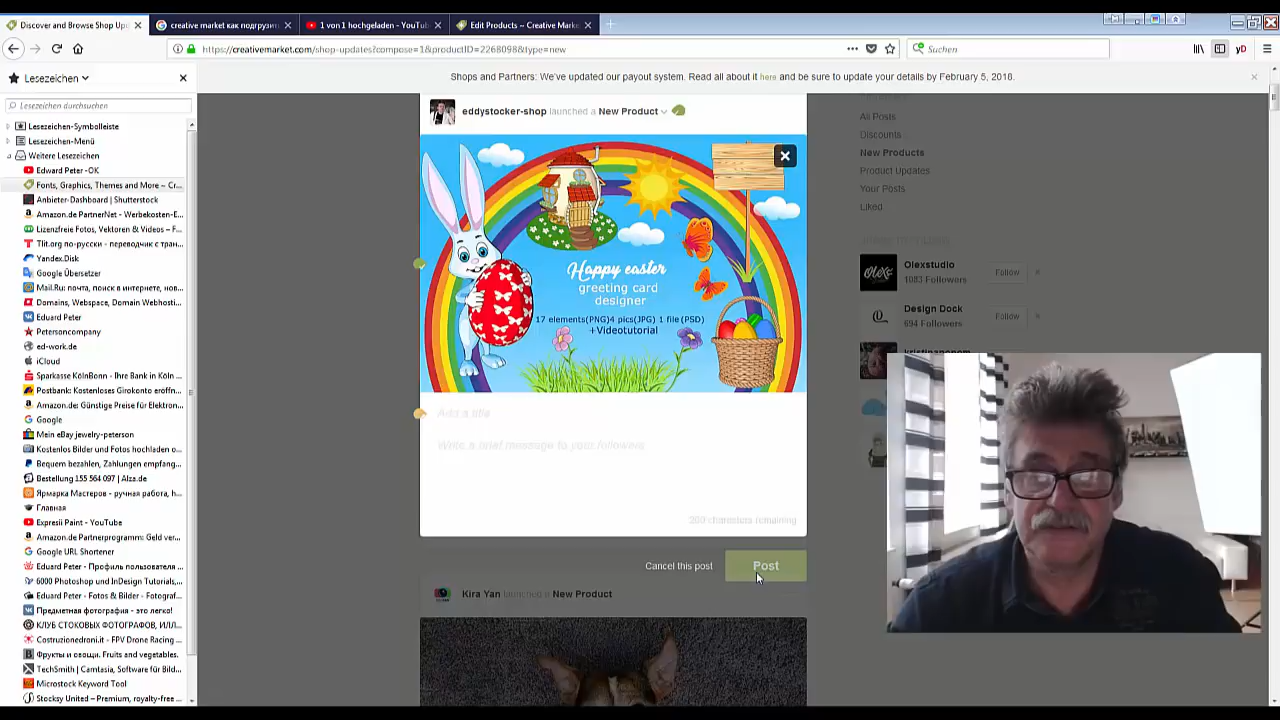 Discover and Browse Shop Up
creative market как подгрузи
1 von 1 hochgeladen - YouTub
Edit Products – Creative Mark
https://creativemarket.com/shop-updates?compose=1&productID=2268098&type=new
Suchen
yD
Lesezeichen
Shops and Partners: We've updated our payout system. Read all about it here and be sure to update your details by February 5, 2018.
Lesezeichen durchsuchen
Lesezeichen-Symbolleiste
Lesezeichen-Menü
Weitere Lesezeichen
Edward Peter -OK
Fonts, Graphics, Themes and More ~ Cr...
Anbieter-Dashboard | Shutterstock
Amazon.de PartnerNet - Werbekosten-E...
Lizenzfreie Fotos, Vektoren & Videos – F...
Tlit.org по-русски - переводчик с тран...
Yandex.Disk
Google Übersetzer
Mail.Ru: почта, поиск в интернете, нов...
Domains, Webspace, Domain Webhosti...
Eduard Peter
Petersoncompany
ed-work.de
iCloud
Sparkasse KölnBonn - Ihre Bank in Köln ...
Postbank: Kostenloses Girokonto eröffn...
Amazon.de: Günstige Preise für Elektron...
Google
Mein eBay jewelry-peterson
Kostenlos Bilder und Fotos hochladen o...
Bequem bezahlen, Zahlungen empfang...
Bestellung 155 564 097 | Alza.de
Ярмарка Мастеров - ручная работа, h...
Главная
Expresii Paint - YouTube
Amazon.de Partnerprogramm: Geld ver...
Google URL Shortener
Eduard Peter - Профиль пользователя ...
6000 Photoshop und InDesign Tutorials,...
Eduard Peter - Fotos & Bilder - Fotograf...
Предметная фотография - это легко!
КЛУБ СТОКОВЫХ ФОТОГРАФОВ, ИЛЛ...
Costruzionedroni.it - FPV Drone Racing ...
Фрукты и овощи. Fruits and vegetables.
TechSmith | Camtasia, Software für Bild...
Microstock Keyword Tool
Stocksy United – Premium, royalty-free ...
eddystocker-shop launched a New Product
Happy easter
greeting card
designer
17 elements(PNG)4 pics(JPG) 1 file(PSD)
+Videotutorial
Add a title
Write a brief message to your followers
200 characters remaining
Cancel this post
Post
Kira Yan launched a New Product
All Posts
Discounts
New Products
Product Updates
Your Posts
Liked
Olexstudio
1083 Followers
Follow
Design Dock
694 Followers
Follow